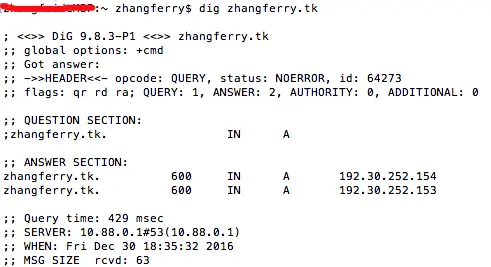 :~ zhangferry$ dig zhangferry.tk
; <<>> DiG 9.8.3-P1 <<>> zhangferry.tk
;; global options: +cmd
;; Got answer:
;; ->>HEADER<<- opcode: QUERY, status: NOERROR, id: 64273
;; flags: qr rd ra; QUERY: 1, ANSWER: 2, AUTHORITY: 0, ADDITIONAL: 0
;; QUESTION SECTION:
;zhangferry.tk. IN A
;; ANSWER SECTION:
zhangferry.tk. 600 IN A 192.30.252.154
zhangferry.tk. 600 IN A 192.30.252.153
;; Query time: 429 msec
;; SERVER: 10.88.0.1#53(10.88.0.1)
;; WHEN: Fri Dec 30 18:35:32 2016
;; MSG SIZE rcvd: 63